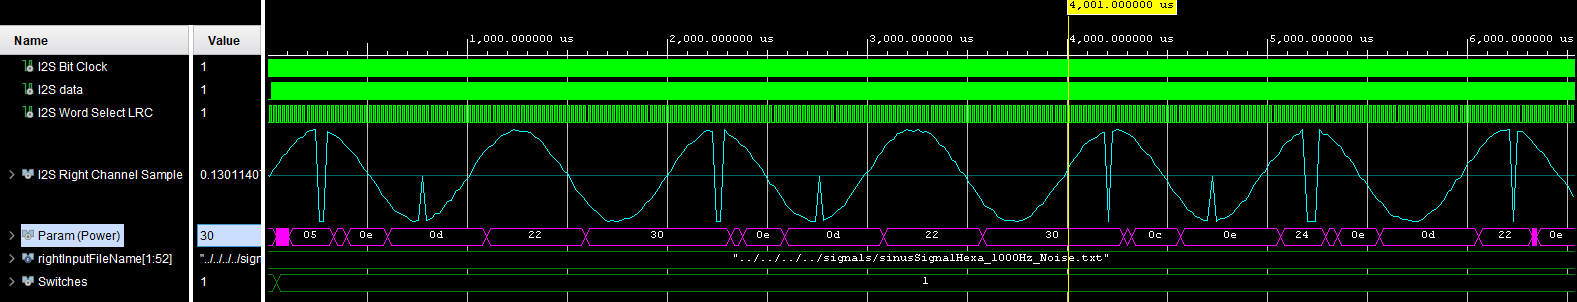 4,001.000000 us
Name Value
1,000.000000 us 2,000.000000 us 3,000.000000 us 4,000.000000 us 5,000.000000 us 6,000.000000 us
I2S Bit Clock 1
I2S data 1
I2S Word Select LRC 1
I2S Right Channel Sample 0.13011407
Param (Power) 30 05 0e 0d 22 30 0e 0d 22 30 0c 0e 24 0e 0d 22 0e
rightInputFileName[1:52] "../../../../sign "../../../../signals/sinusSignalHexa_1000Hz_Noise.txt"
Switches 1 1